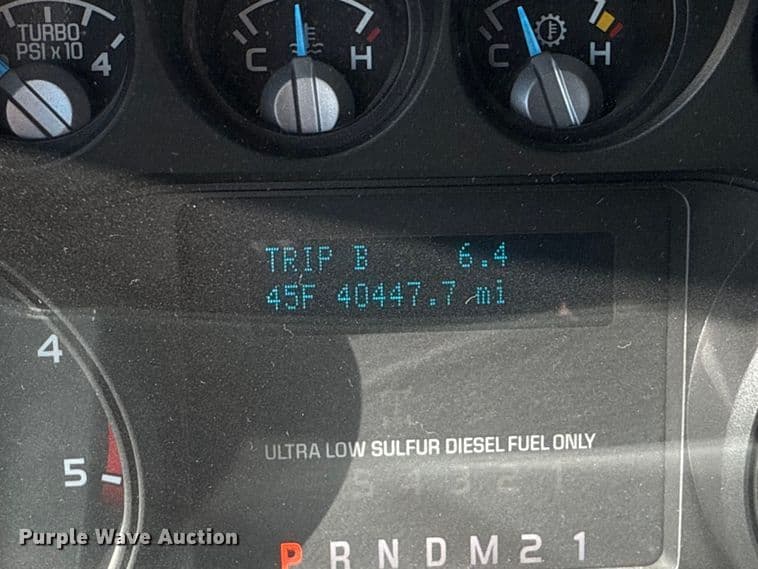 TURBO
PSI x 10
4
C H
C H
TRIP B 6.4
45F 40447.7 mi
4
ULTRA LOW SULFUR DIESEL FUEL ONLY
5
P R N D M 2 1
Purple Wave Auction